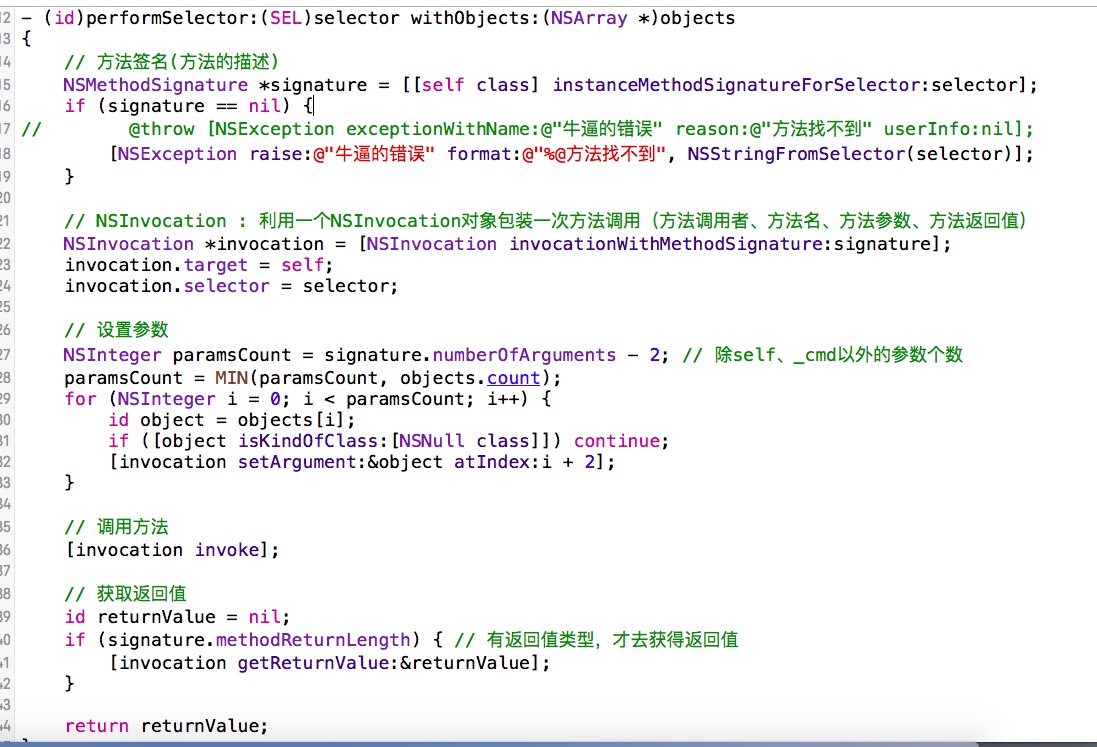 12 - (id)performSelector:(SEL)selector withObjects:(NSArray *)objects
13 {
14 // 方法签名(方法的描述)
15 NSMethodSignature *signature = [[self class] instanceMethodSignatureForSelector:selector];
16 if (signature == nil) {
17 // @throw [NSException exceptionWithName:@"牛逼的错误" reason:@"方法找不到" userInfo:nil];
18 [NSException raise:@"牛逼的错误" format:@"%@方法找不到", NSStringFromSelector(selector)];
19 }
20
21 // NSInvocation : 利用一个NSInvocation对象包装一次方法调用（方法调用者、方法名、方法参数、方法返回值）
22 NSInvocation *invocation = [NSInvocation invocationWithMethodSignature:signature];
23 invocation.target = self;
24 invocation.selector = selector;
25
26 // 设置参数
27 NSInteger paramsCount = signature.numberOfArguments - 2; // 除self、_cmd以外的参数个数
28 paramsCount = MIN(paramsCount, objects.count);
29 for (NSInteger i = 0; i < paramsCount; i++) {
30 id object = objects[i];
31 if ([object isKindOfClass:[NSNull class]]) continue;
32 [invocation setArgument:&object atIndex:i + 2];
33 }
34
35 // 调用方法
36 [invocation invoke];
37
38 // 获取返回值
39 id returnValue = nil;
40 if (signature.methodReturnLength) { // 有返回值类型，才去获得返回值
41 [invocation getReturnValue:&returnValue];
42 }
43
44 return returnValue;